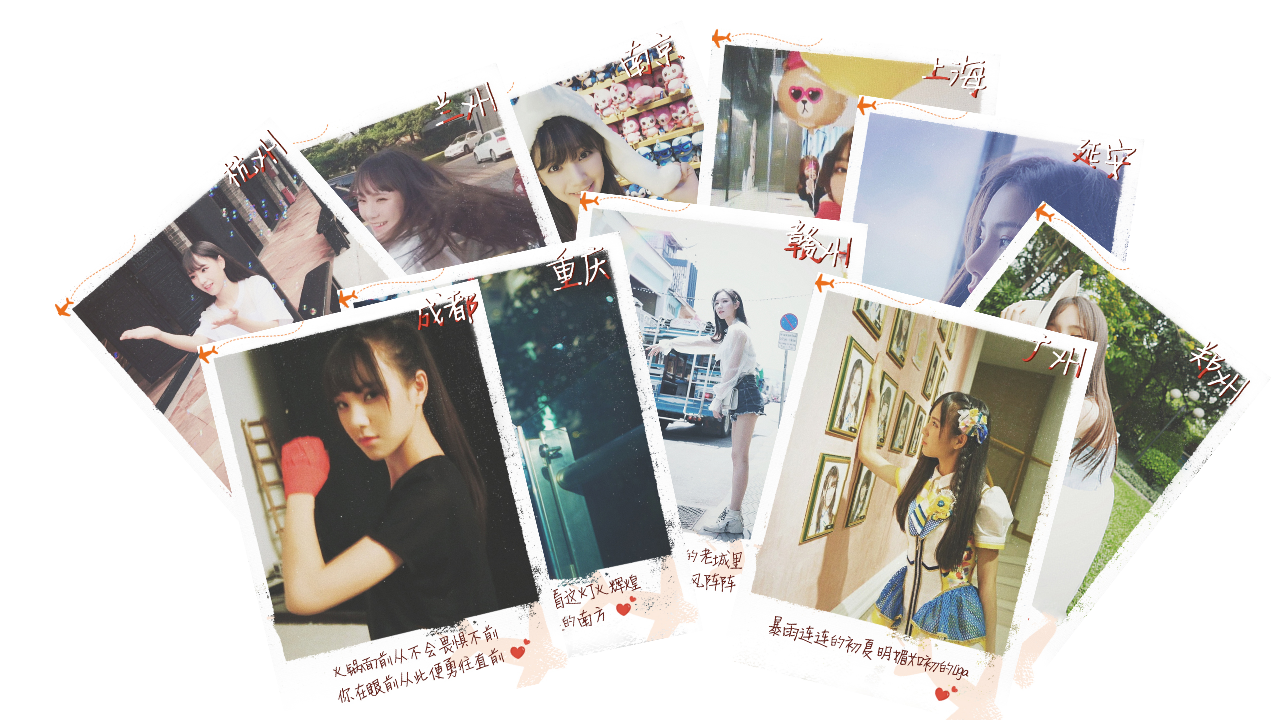 杭州
兰州
南京
上海
延安
重庆
赣州
成都
广州
郑州
看这灯火辉煌
的南方
的老城里
风阵阵
火锅面前从不会畏惧不前
你在眼前从此便勇往直前
暴雨连连的初夏明媚如初的liga